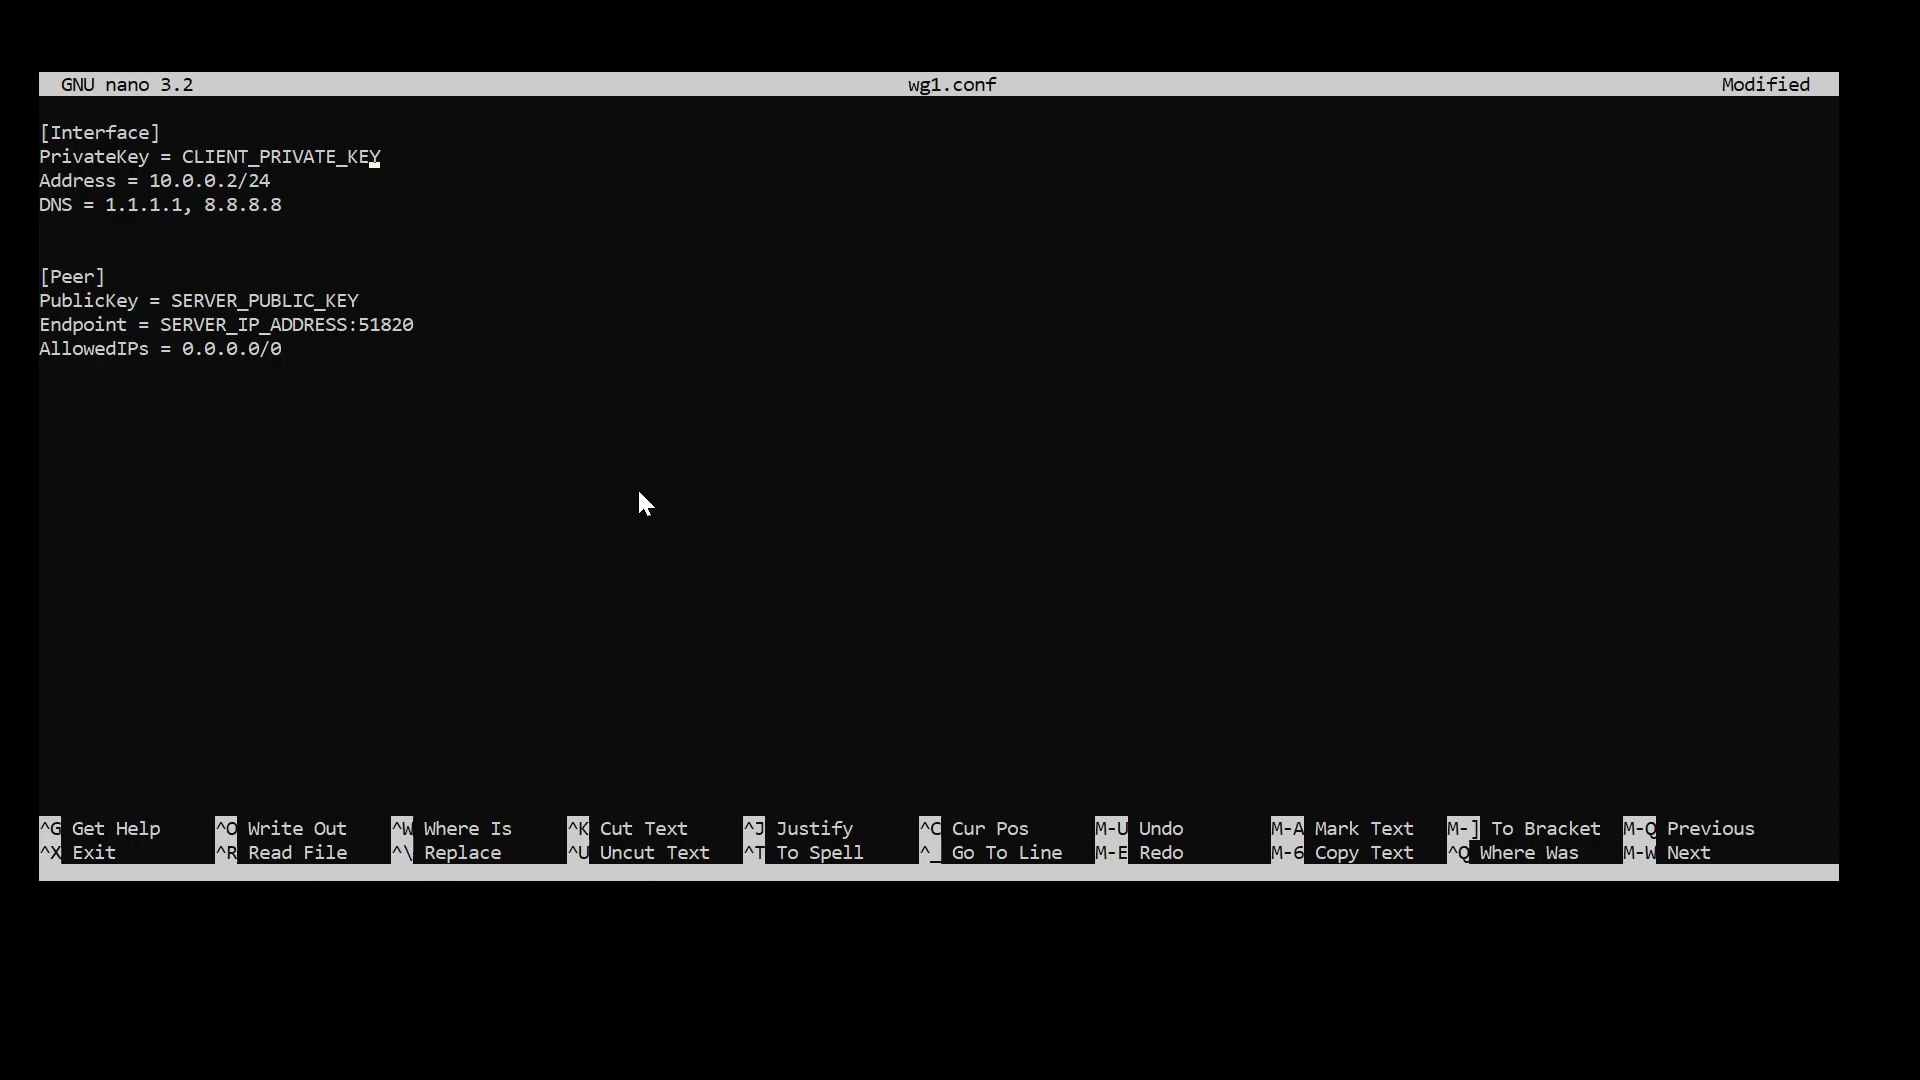 GNU nano 3.2 wg1.conf Modified
[Interface]
PrivateKey = CLIENT_PRIVATE_KEY
Address = 10.0.0.2/24
DNS = 1.1.1.1, 8.8.8.8
[Peer]
PublicKey = SERVER_PUBLIC_KEY
Endpoint = SERVER_IP_ADDRESS:51820
AllowedIPs = 0.0.0.0/0
^G Get Help ^O Write Out ^W Where Is ^K Cut Text ^J Justify ^C Cur Pos M-U Undo M-A Mark Text M-] To Bracket M-Q Previous
^X Exit ^R Read File ^\ Replace ^U Uncut Text ^T To Spell ^_ Go To Line M-E Redo M-6 Copy Text ^Q Where Was M-W Next